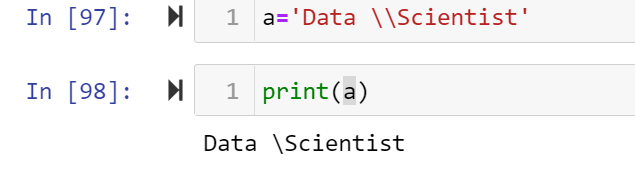 In [97]: 1 a='Data \\Scientist'
In [98]: 1 print(a)
Data \Scientist